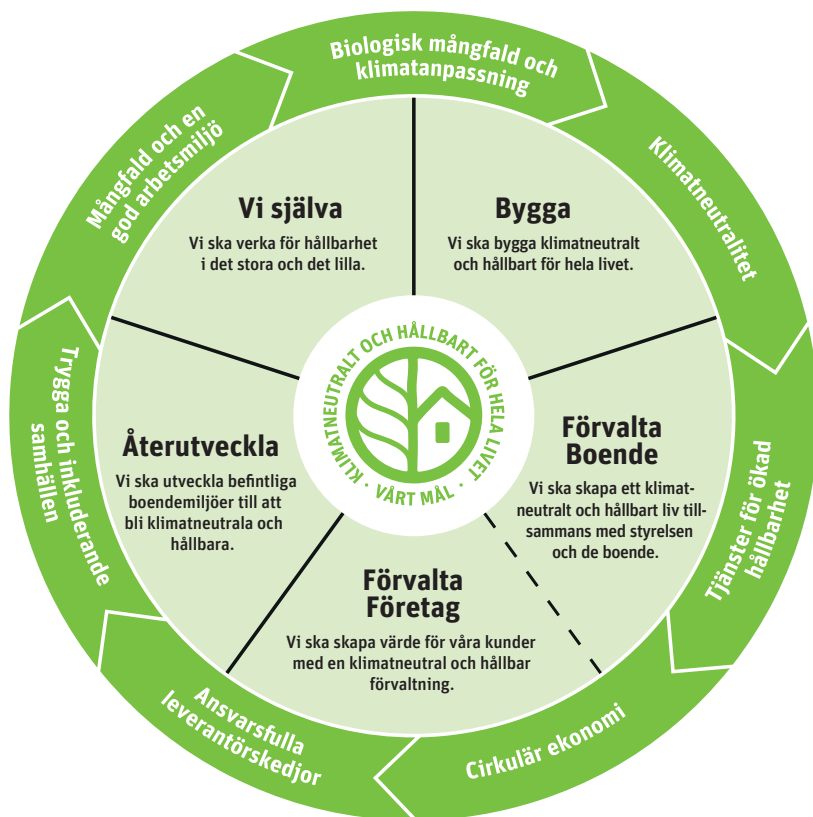 Biologisk mångfald och
klimatanpassning
Klimatneutralitet
Tjänster för ökad
hållbarhet
Cirkulär ekonomi
Ansvarsfulla
leverantörskedjor
Trygga och inkluderande
samhällen
Mångfald och en
god arbetsmiljö
Vi själva
Vi ska verka för hållbarhet
i det stora och det lilla.
Bygga
Vi ska bygga klimatneutralt
och hållbart för hela livet.
Förvalta
Boende
Vi ska skapa ett klimat-
neutralt och hållbart liv till-
sammans med styrelsen
och de boende.
Förvalta
Företag
Vi ska skapa värde för våra kunder
med en klimatneutral och hållbar
förvaltning.
Återutveckla
Vi ska utveckla befintliga
boendemiljöer till att
bli klimatneutrala och
hållbara.
KLIMATNEUTRALT OCH HÅLLBART FÖR HELA LIVET
· VÅRT MÅL ·